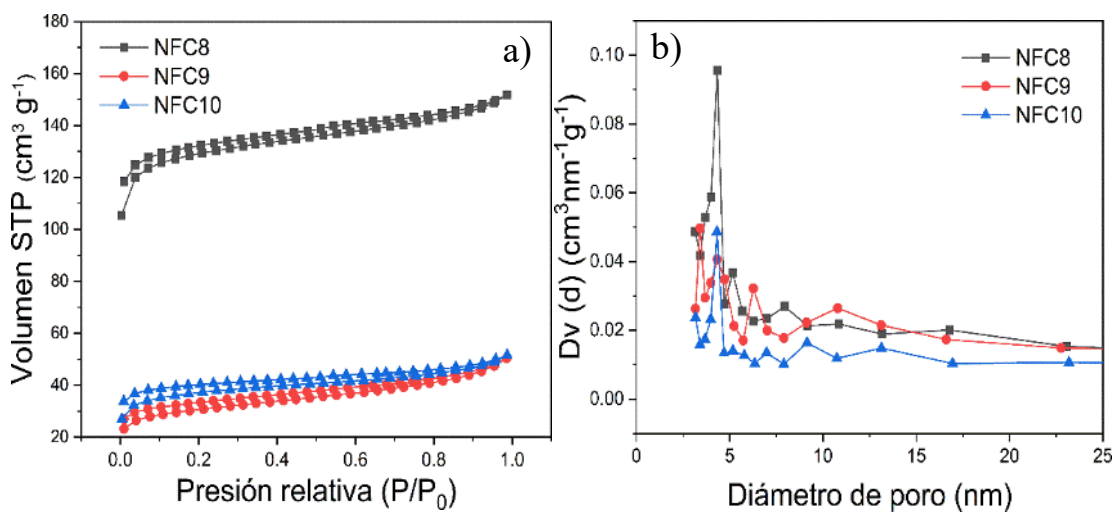 a)
NFC8
NFC9
NFC10
Volumen STP (cm³ g⁻¹)
180
160
140
120
100
80
60
40
20
0.0 0.2 0.4 0.6 0.8 1.0
Presión relativa (P/P₀)
b)
NFC8
NFC9
NFC10
Dv (d) (cm³nm⁻¹g⁻¹)
0.10
0.08
0.06
0.04
0.02
0.00
0 5 10 15 20 25
Diámetro de poro (nm)